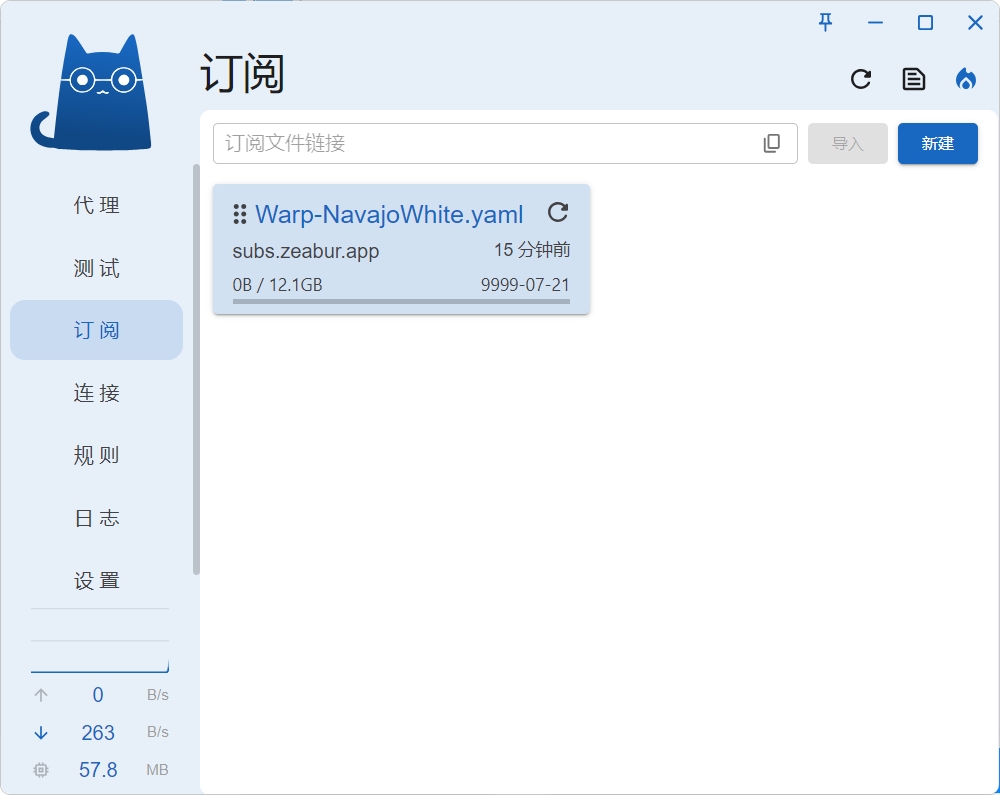 订阅
订阅文件链接
导入
新建
Warp-NavajoWhite.yaml
subs.zeabur.app
15 分钟前
0B / 12.1GB
9999-07-21
代 理
测 试
订 阅
连 接
规 则
日 志
设 置
0 B/s
263 B/s
57.8 MB